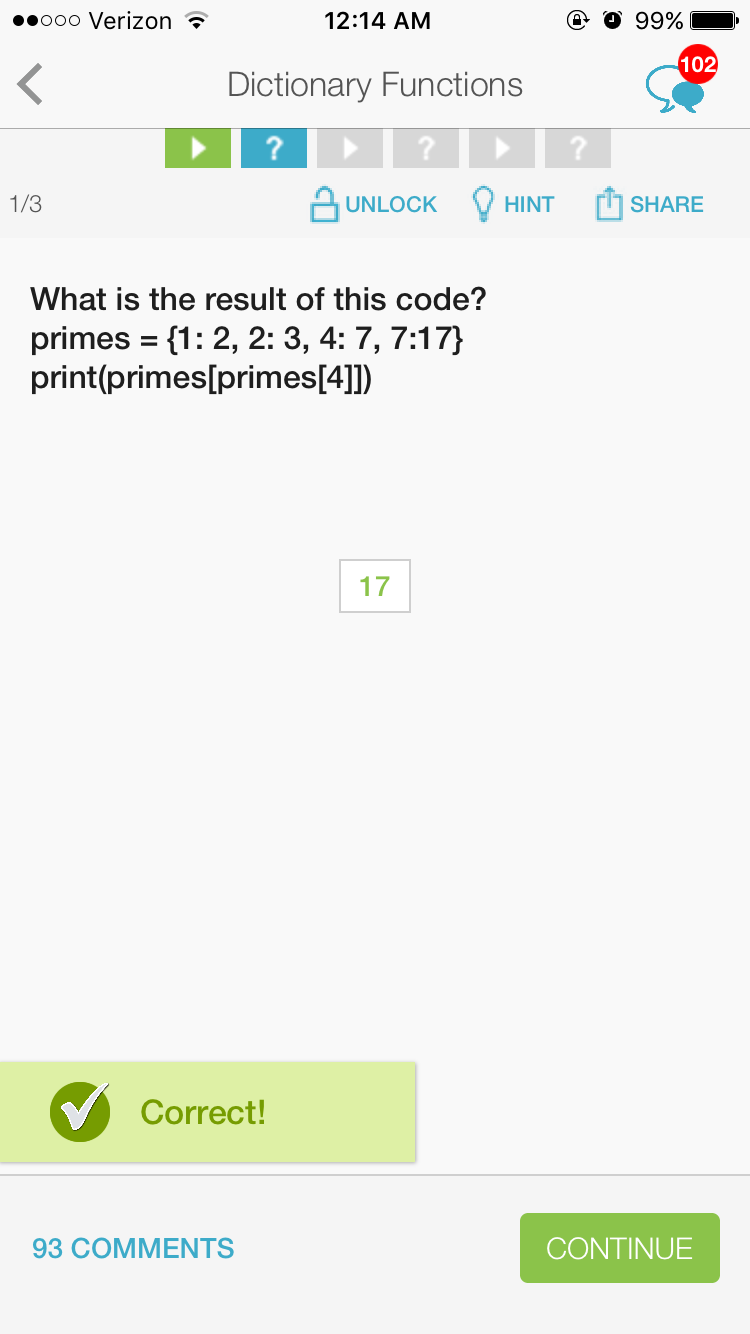 Verizon 12:14 AM 99%
Dictionary Functions 102
? ? ?
1/3 UNLOCK HINT SHARE
What is the result of this code?
primes = {1: 2, 2: 3, 4: 7, 7:17}
print(primes[primes[4]])
17
Correct!
93 COMMENTS CONTINUE